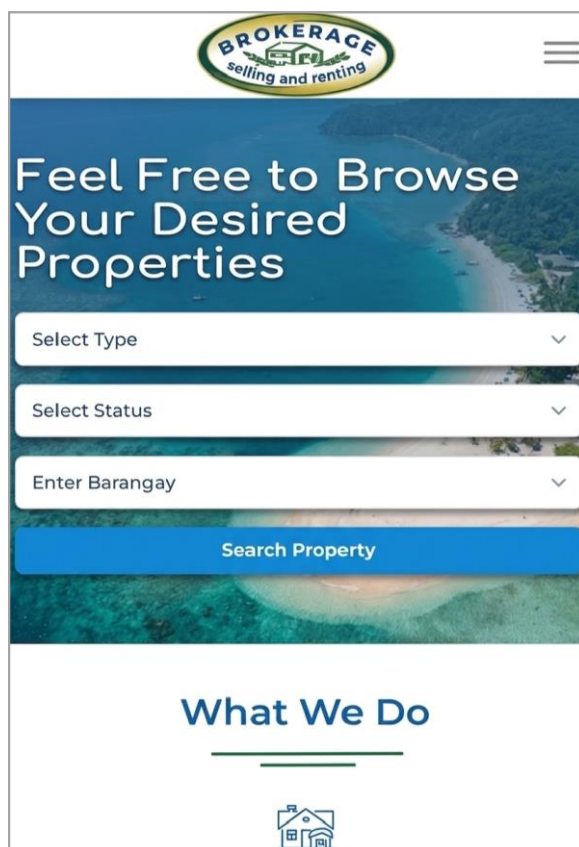 BROKERAGE
selling and renting
Feel Free to Browse
Your Desired
Properties
Select Type
Select Status
Enter Barangay
Search Property
What We Do